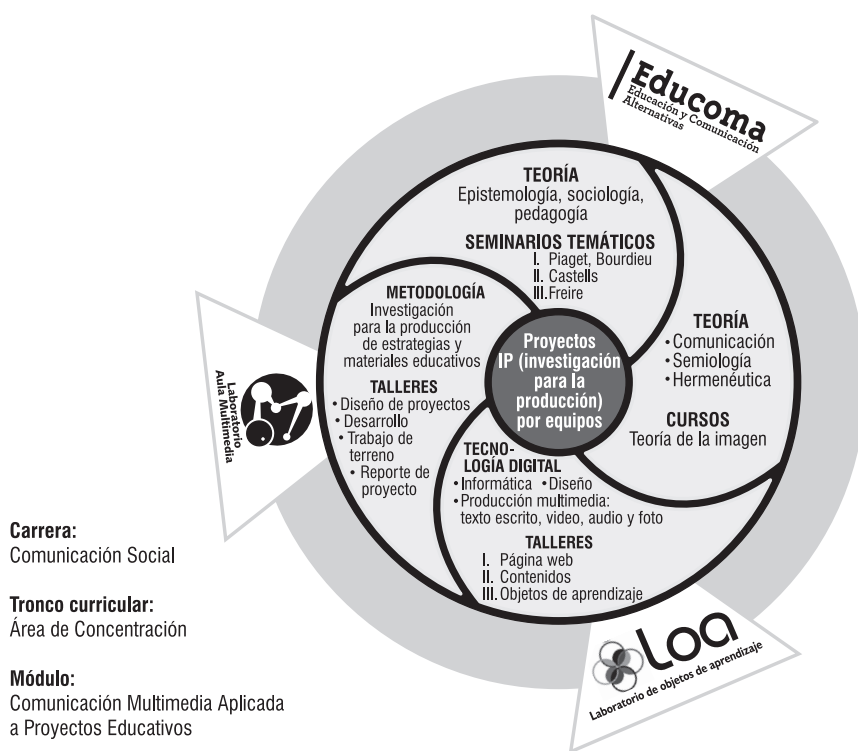 Educoma
Educación y Comunicación
Alternativas
TEORÍA
Epistemología, sociología,
pedagogía
SEMINARIOS TEMÁTICOS
I. Piaget, Bourdieu
II. Castells
III. Freire
METODOLOGÍA
Investigación
para la producción
de estrategias y
materiales educativos
TALLERES
• Diseño de proyectos
• Desarrollo
• Trabajo de
terreno
• Reporte de
proyecto
Proyectos
IP (investigación
para la
producción)
por equipos
TEORÍA
• Comunicación
• Semiología
• Hermenéutica
CURSOS
Teoría de la imagen
TECNO-
LOGÍA DIGITAL
• Informática • Diseño
• Producción multimedia:
texto escrito, video, audio y foto
TALLERES
I. Página web
II. Contenidos
III. Objetos de aprendizaje
Laboratorio
Aula Multimedia
Loa
Laboratorio de objetos de aprendizaje
Carrera:
Comunicación Social
Tronco curricular:
Área de Concentración
Módulo:
Comunicación Multimedia Aplicada
a Proyectos Educativos